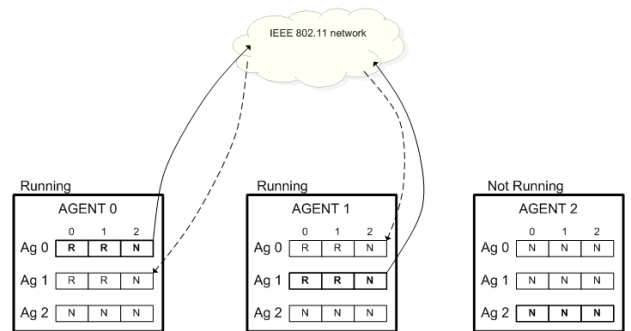 IEEE 802.11 network
Running
Running
Not Running
AGENT 0
AGENT 1
AGENT 2
0 1 2
0 1 2
0 1 2
Ag 0 R R N
Ag 0 R R N
Ag 0 N N N
Ag 1 R R N
Ag 1 R R N
Ag 1 N N N
Ag 2 N N N
Ag 2 N N N
Ag 2 N N N